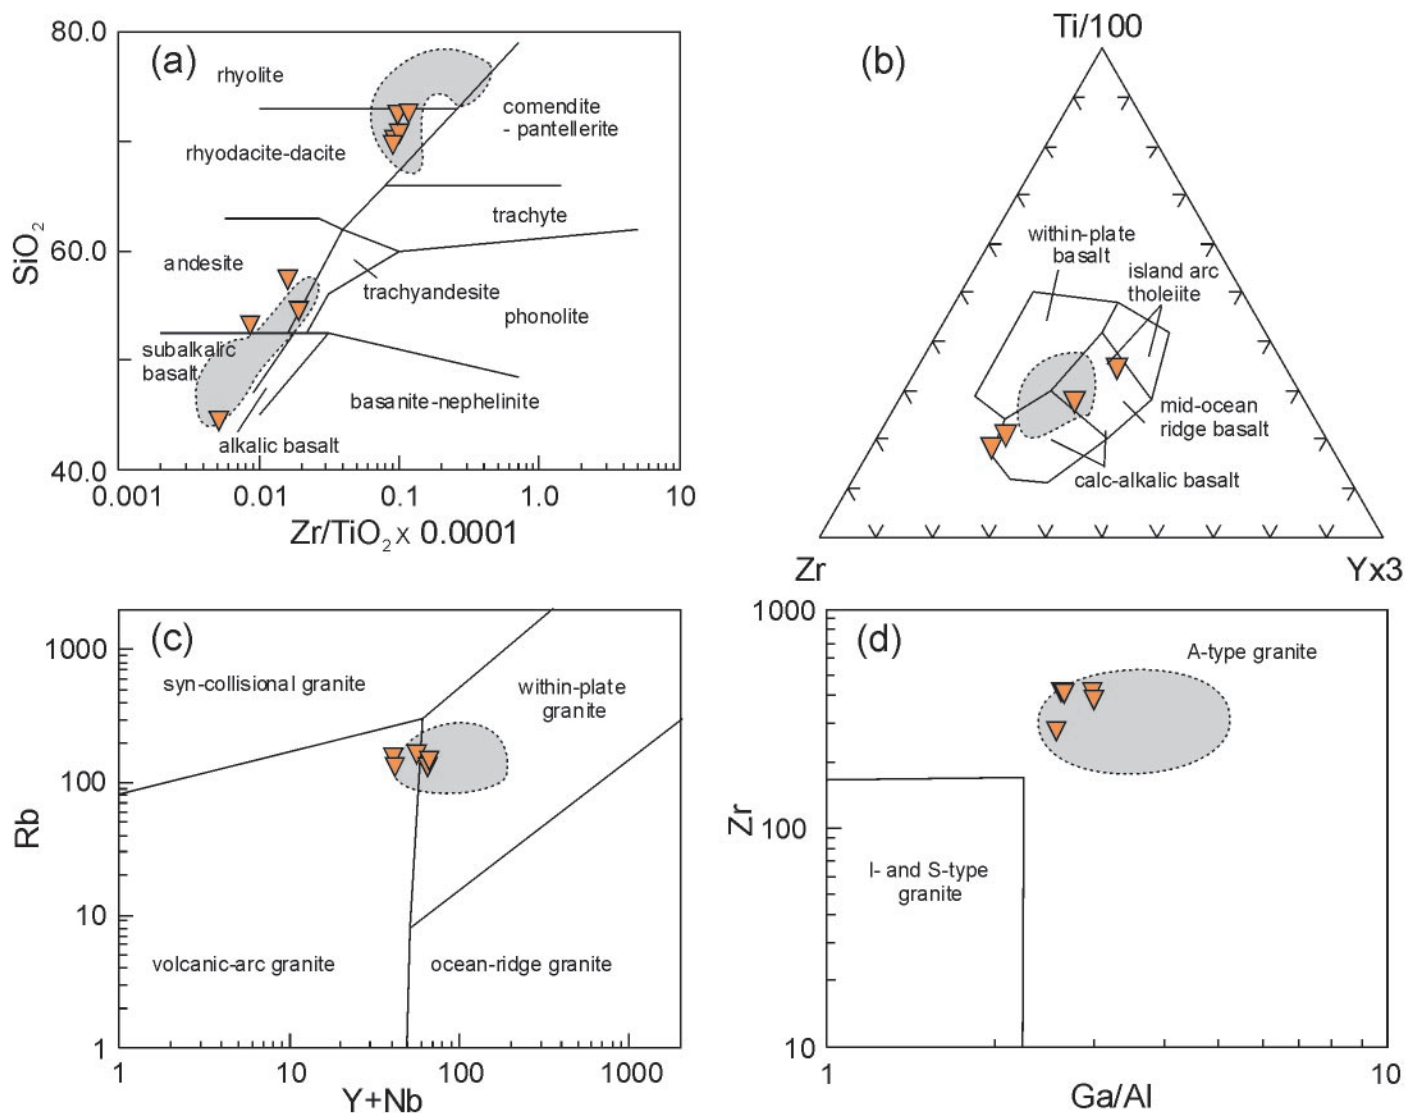 (a)
80.0
60.0
40.0
SiO₂
rhyolite
comendite
- pantellerite
rhyodacite-dacite
trachyte
andesite
trachyandesite
phonolite
subalkalic
basalt
basanite-nephelinite
alkalic basalt
0.001
0.01
0.1
1.0
10
Zr/TiO₂ x 0.0001
(b)
Ti/100
within-plate
basalt
island arc
tholeiite
mid-ocean
ridge basalt
calc-alkalic basalt
Zr
Yx3
(c)
1000
100
10
1
Rb
syn-collisional granite
within-plate
granite
volcanic-arc granite
ocean-ridge granite
1
10
100
1000
Y+Nb
(d)
1000
100
10
Zr
A-type granite
I- and S-type
granite
1
10
Ga/Al